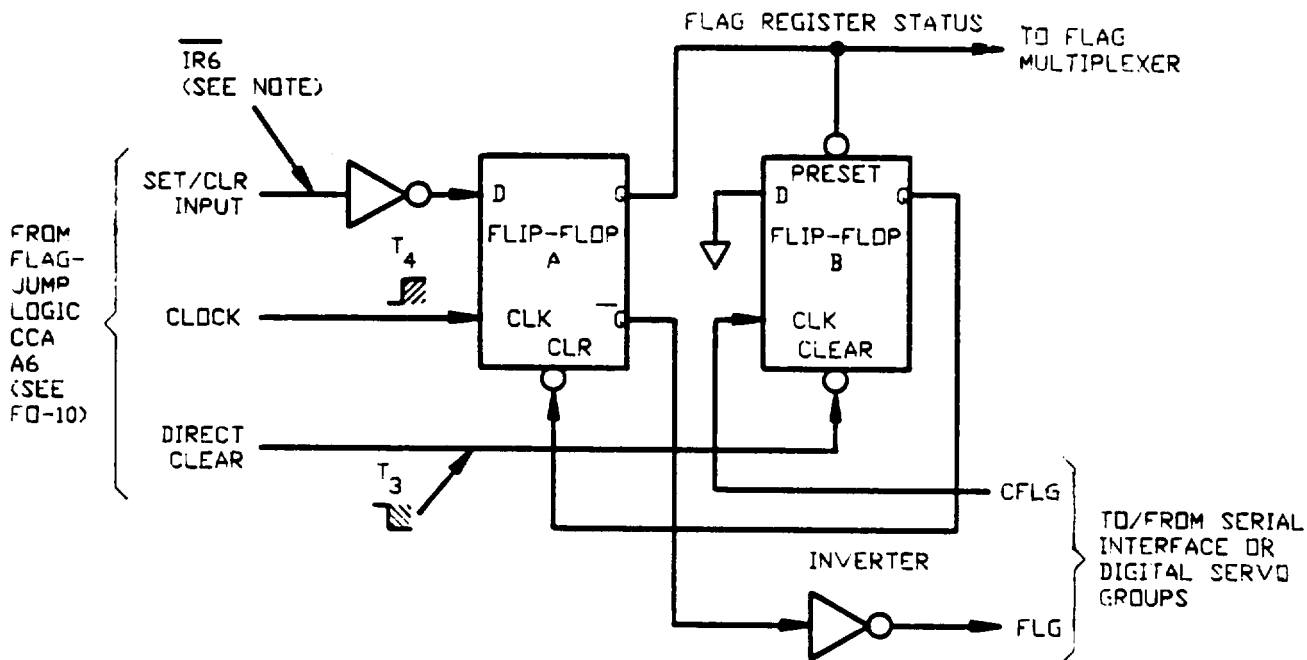 FLAG REGISTER STATUS
TO FLAG
MULTIPLEXER
IR6
(SEE NOTE)
SET/CLR
INPUT
D
Q
FLIP-FLOP
A
CLK
Q
CLR
PRESET
D
Q
FLIP-FLOP
B
CLK
CLEAR
T4
CLOCK
FROM
FLAG-
JUMP
LOGIC
CCA
A6
(SEE
FO-10)
DIRECT
CLEAR
T3
CFLG
TO/FROM SERIAL
INTERFACE OR
DIGITAL SERVO
GROUPS
INVERTER
FLG